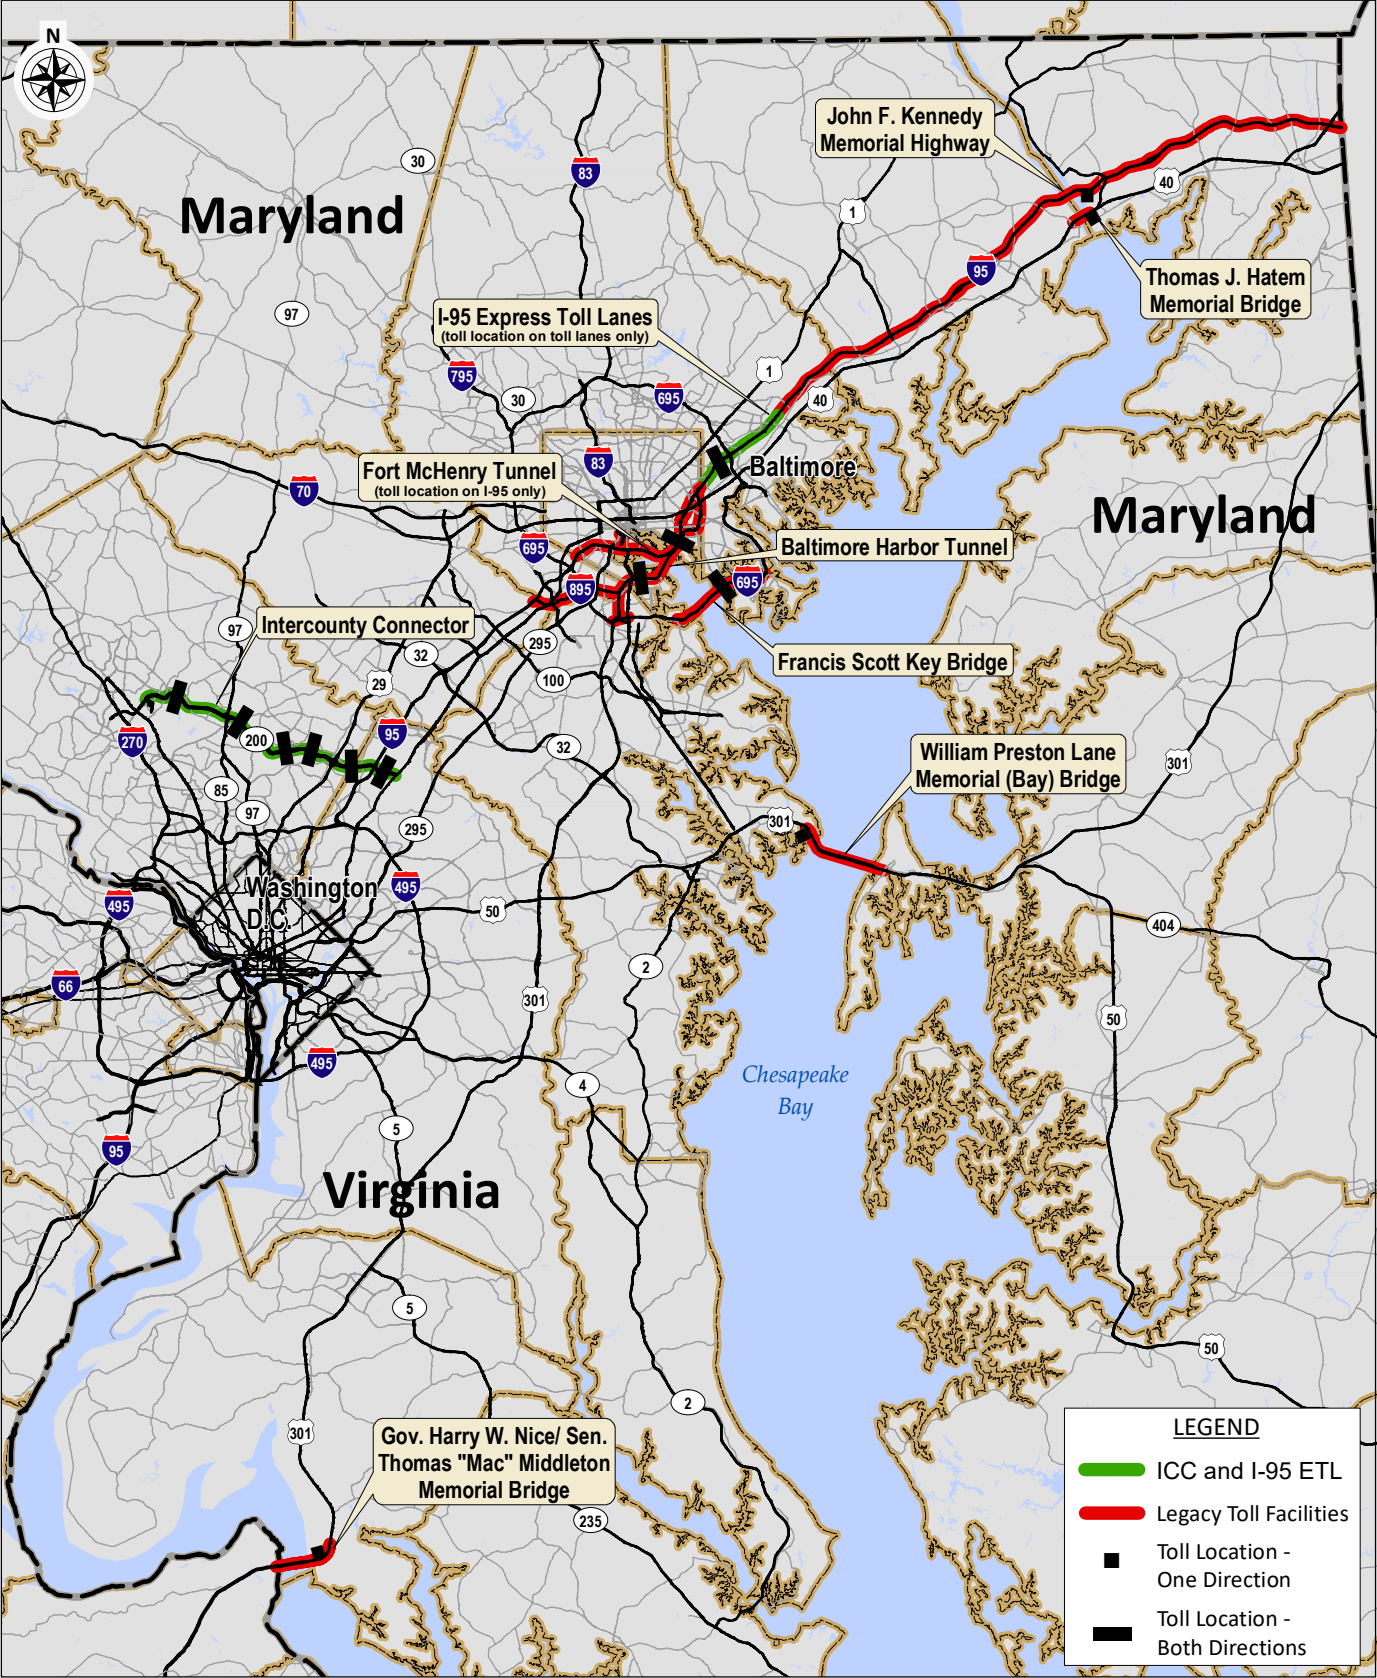 N
John F. Kennedy
Memorial Highway
30
83
Maryland
40
1
95
Thomas J. Hatem
Memorial Bridge
97
I-95 Express Toll Lanes
(toll location on toll lanes only)
795
1
30
695
40
83
Baltimore
Fort McHenry Tunnel
(toll location on I-95 only)
70
Maryland
695
Baltimore Harbor Tunnel
895
695
97
Intercounty Connector
295
32
Francis Scott Key Bridge
29
100
270
200
95
32
William Preston Lane
Memorial (Bay) Bridge
301
85
97
295
301
Washington
D.C.
495
495
50
404
66
2
301
50
495
Chesapeake
Bay
4
5
95
Virginia
5
50
2
301
Gov. Harry W. Nice/ Sen.
Thomas "Mac" Middleton
Memorial Bridge
235
LEGEND
ICC and I-95 ETL
Legacy Toll Facilities
Toll Location -
One Direction
Toll Location -
Both Directions